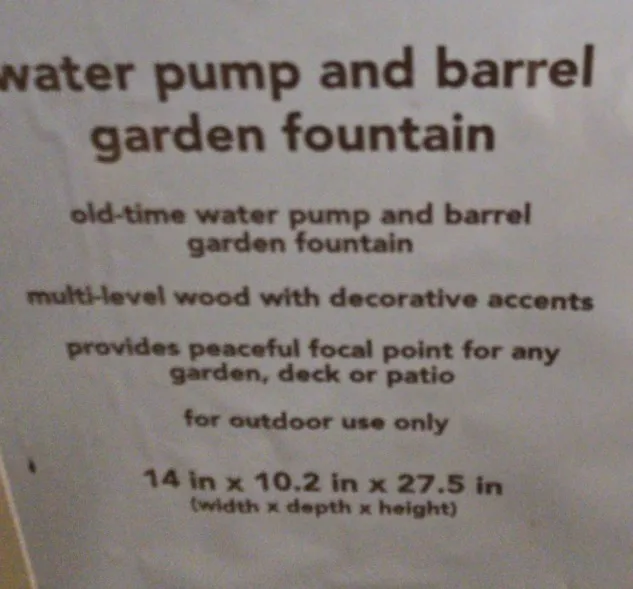 water pump and barrel
garden fountain
old-time water pump and barrel
garden fountain
multi-level wood with decorative accents
provides peaceful focal point for any
garden, deck or patio
for outdoor use only
14 in x 10.2 in x 27.5 in
(width x depth x height)